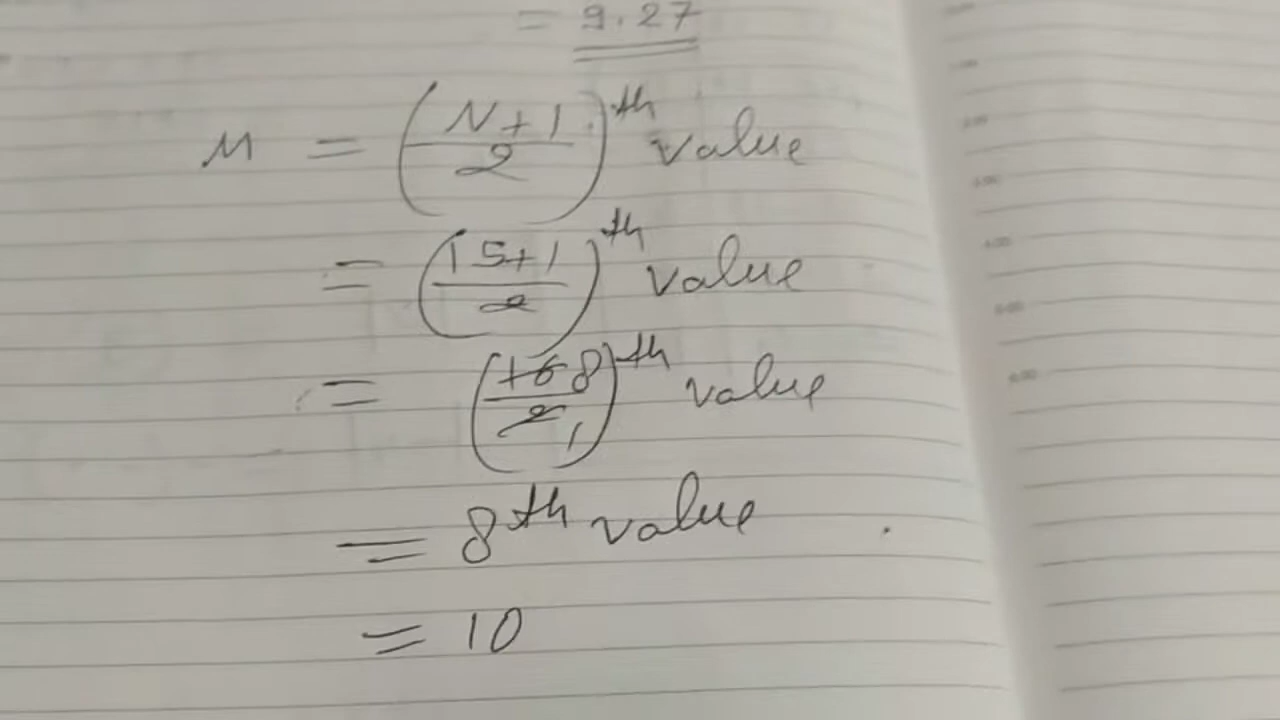 = 9.27
M = (N+1/2)th value
= (15+1/2)th value
= (16 8/2 1)th value
= 8th value
= 10